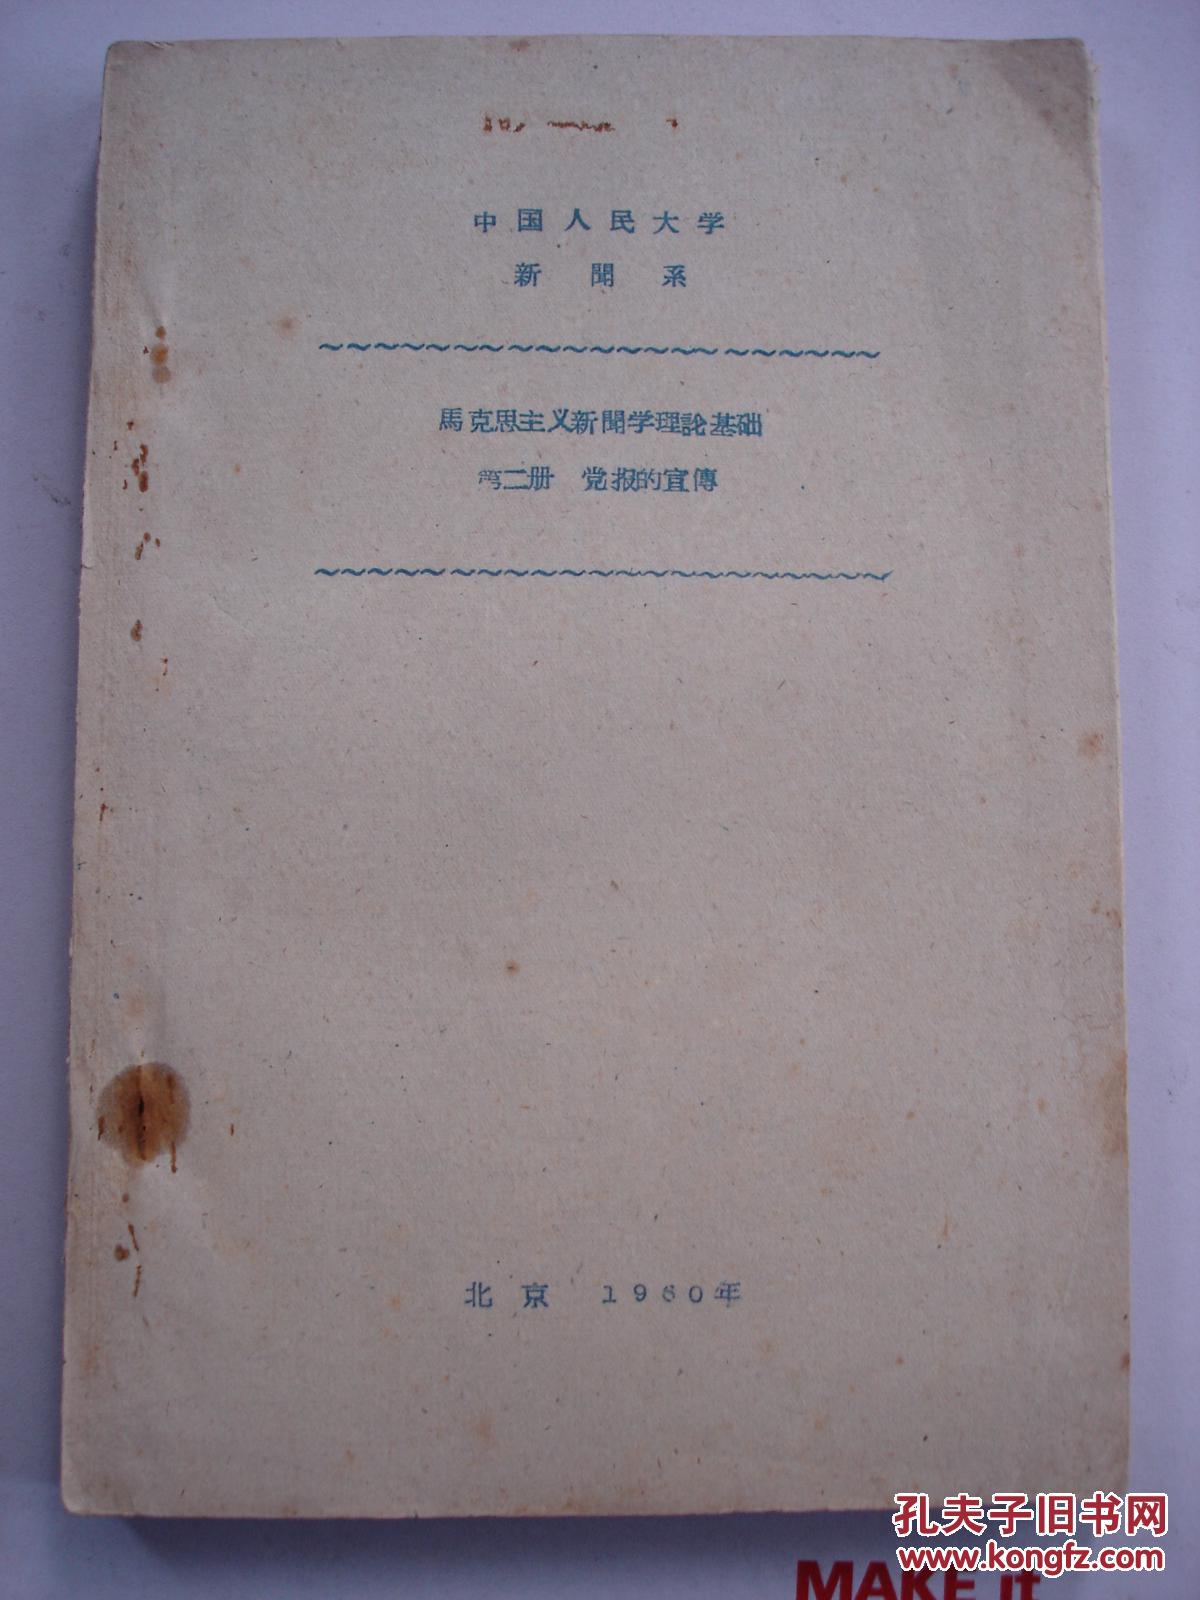 中国人民大学
新聞系
馬克思主义新聞学理論基础
第二册 党报的宣傳
北京 1960年
孔夫子旧书网
www.kongfz.com
MAKE it